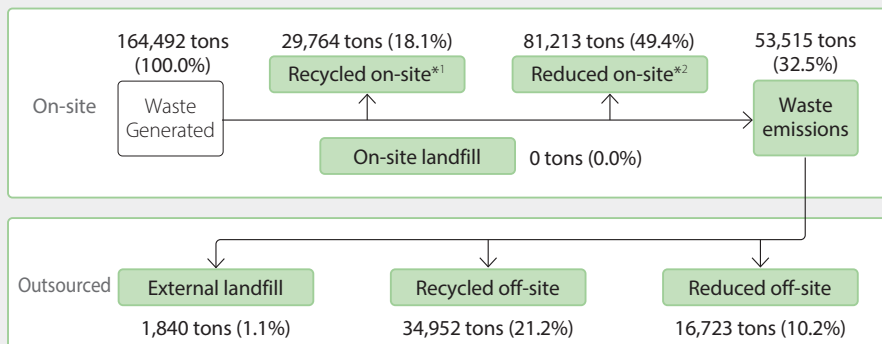 164,492 tons
(100.0%)
29,764 tons (18.1%)
81,213 tons (49.4%)
53,515 tons
(32.5%)
Recycled on-site*1
Reduced on-site*2
On-site
Waste
Generated
Waste
emissions
On-site landfill
0 tons (0.0%)
Outsourced
External landfill
Recycled off-site
Reduced off-site
1,840 tons (1.1%)
34,952 tons (21.2%)
16,723 tons (10.2%)